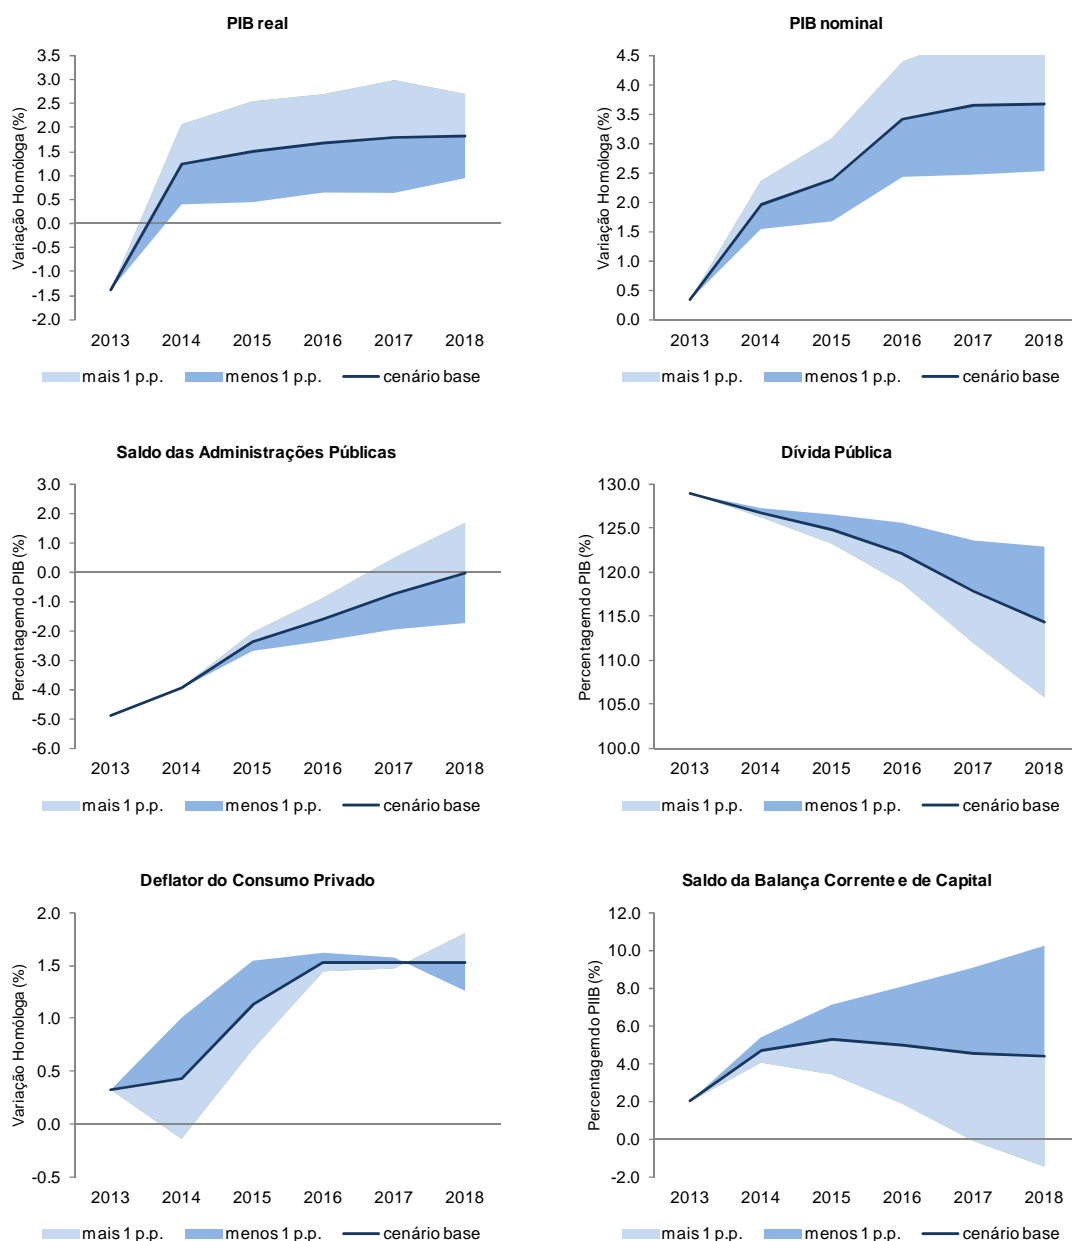 PIB real
Variação Homóloga (%)
3.5
3.0
2.5
2.0
1.5
1.0
0.5
0.0
-0.5
-1.0
-1.5
-2.0
2013 2014 2015 2016 2017 2018
mais 1 p.p. menos 1 p.p. cenário base
PIB nominal
Variação Homóloga (%)
4.5
4.0
3.5
3.0
2.5
2.0
1.5
1.0
0.5
0.0
2013 2014 2015 2016 2017 2018
mais 1 p.p. menos 1 p.p. cenário base
Saldo das Administrações Públicas
Percentagemdo PIB (%)
3.0
2.0
1.0
0.0
-1.0
-2.0
-3.0
-4.0
-5.0
-6.0
2013 2014 2015 2016 2017 2018
mais 1 p.p. menos 1 p.p. cenário base
Dívida Pública
Percentagemdo PIB (%)
130.0
125.0
120.0
115.0
110.0
105.0
100.0
2013 2014 2015 2016 2017 2018
mais 1 p.p. menos 1 p.p. cenário base
Deflator do Consumo Privado
Variação Homóloga (%)
2.0
1.5
1.0
0.5
0.0
-0.5
2013 2014 2015 2016 2017 2018
mais 1 p.p. menos 1 p.p. cenário base
Saldo da Balança Corrente e de Capital
Percentagemdo PIIB (%)
12.0
10.0
8.0
6.0
4.0
2.0
0.0
-2.0
2013 2014 2015 2016 2017 2018
mais 1 p.p. menos 1 p.p. cenário base